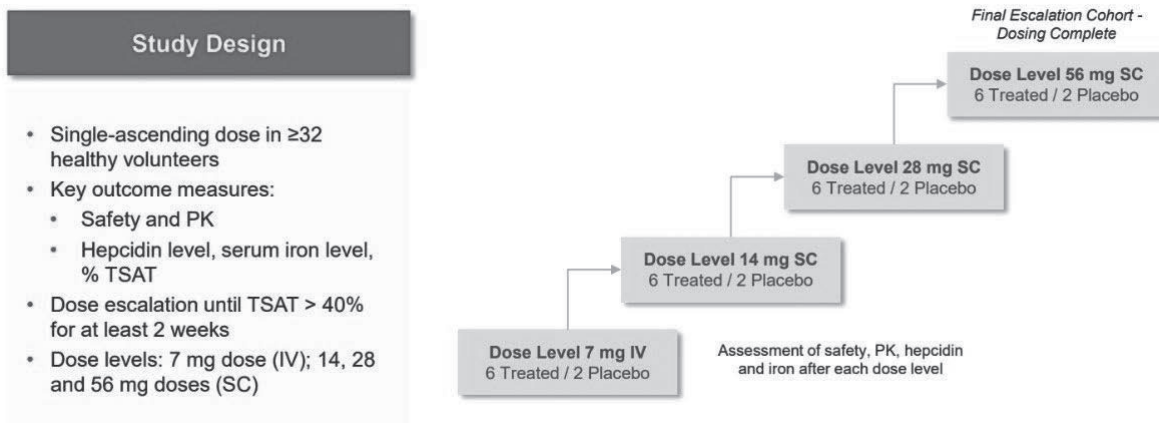 Study Design
• Single-ascending dose in ≥32
healthy volunteers
• Key outcome measures:
• Safety and PK
• Hepcidin level, serum iron level,
% TSAT
• Dose escalation until TSAT > 40%
for at least 2 weeks
• Dose levels: 7 mg dose (IV); 14, 28
and 56 mg doses (SC)
Final Escalation Cohort -
Dosing Complete
Dose Level 56 mg SC
6 Treated / 2 Placebo
Dose Level 28 mg SC
6 Treated / 2 Placebo
Dose Level 14 mg SC
6 Treated / 2 Placebo
Dose Level 7 mg IV
6 Treated / 2 Placebo
Assessment of safety, PK, hepcidin
and iron after each dose level